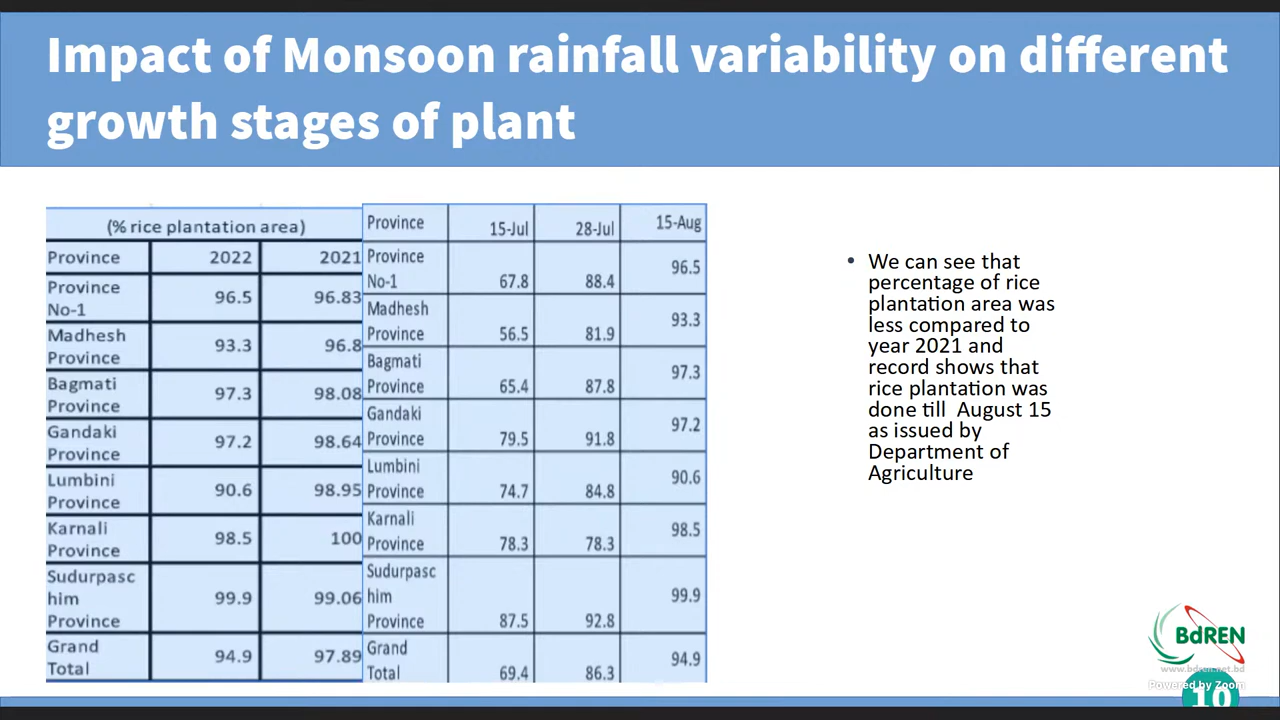 Impact of Monsoon rainfall variability on different
growth stages of plant
(% rice plantation area)
Province 2022 2021
Province No-1 96.5 96.83
Madhesh Province 93.3 96.8
Bagmati Province 97.3 98.08
Gandaki Province 97.2 98.64
Lumbini Province 90.6 98.95
Karnali Province 98.5 100
Sudurpaschim Province 99.9 99.06
Grand Total 94.9 97.89
Province 15-Jul 28-Jul 15-Aug
Province No-1 67.8 88.4 96.5
Madhesh Province 56.5 81.9 93.3
Bagmati Province 65.4 87.8 97.3
Gandaki Province 79.5 91.8 97.2
Lumbini Province 74.7 84.8 90.6
Karnali Province 78.3 78.3 98.5
Sudurpaschim Province 87.5 92.8 99.9
Grand Total 69.4 86.3 94.9
• We can see that
percentage of rice
plantation area was
less compared to
year 2021 and
record shows that
rice plantation was
done till August 15
as issued by
Department of
Agriculture
BdREN
www.bdren.net.bd
Powered by Zoom
10